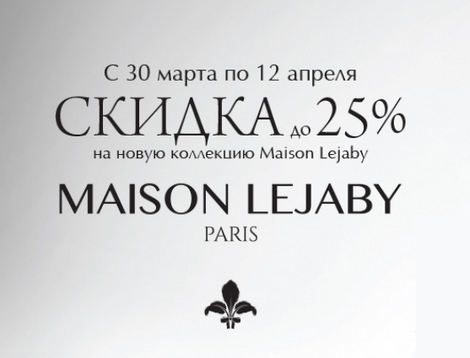 С 30 марта по 12 апреля
СКИДКА до 25%
на новую коллекцию Maison Lejaby
MAISON LEJABY
PARIS